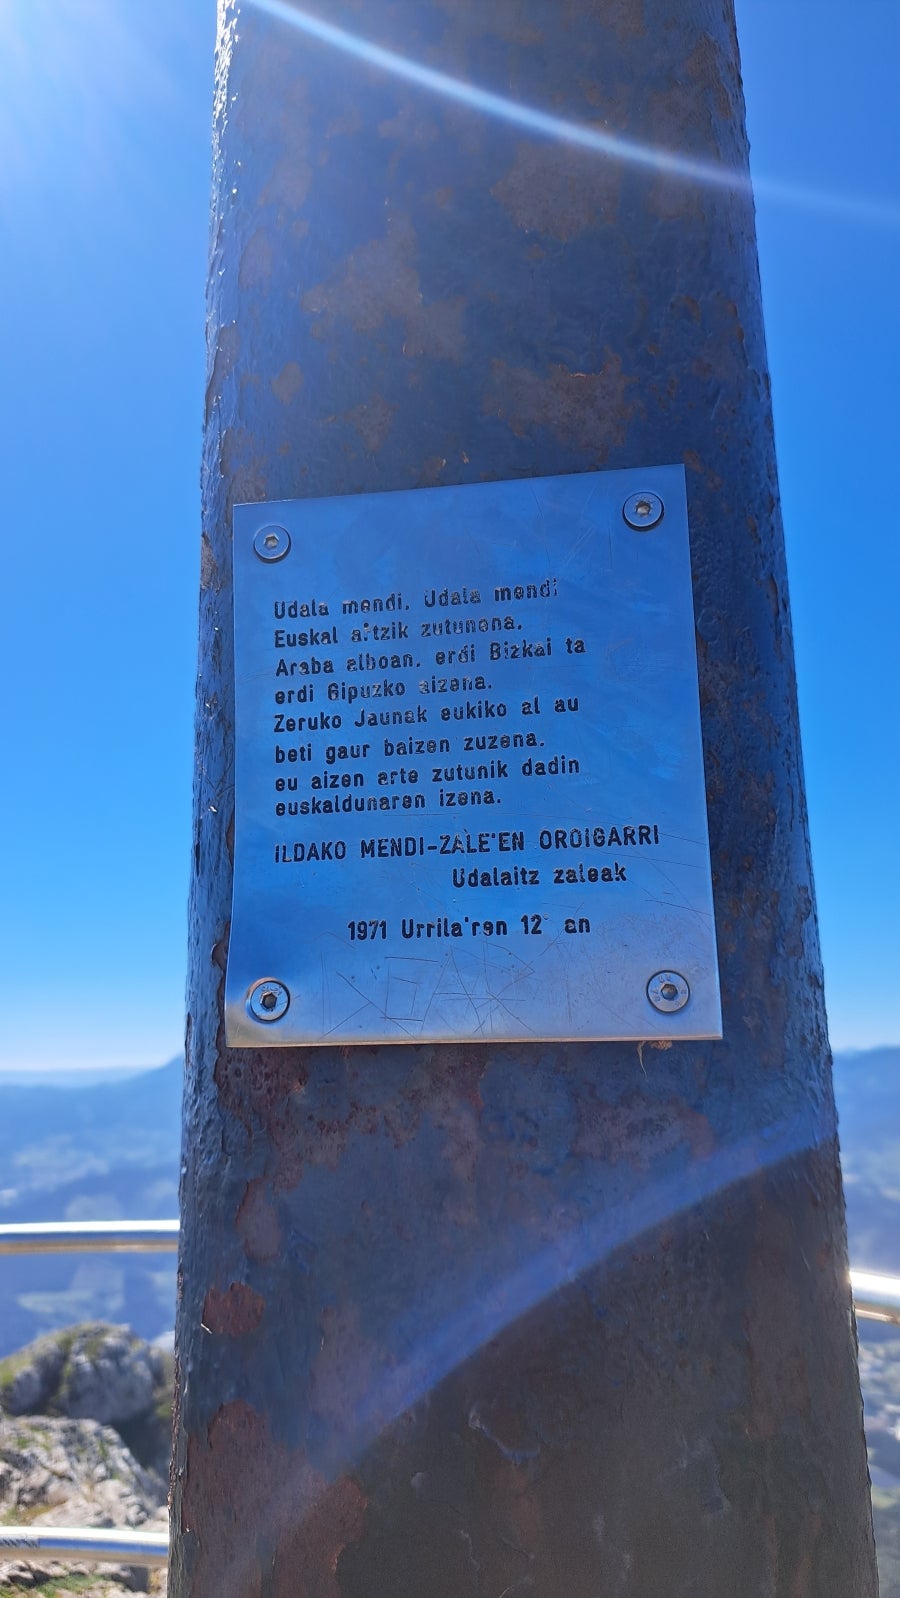 Udala mendi, Udala mendi
Euskal aitzik zutunena,
Araba alboan, erdi Bizkai ta
erdi Gipuzko aizena.
Zeruko Jaunak eukiko al au
beti gaur baizen zuzena.
eu aizen arte zutunik dadin
euskaldunaren izena.
ILDAKO MENDI-ZALE'EN OROIGARRI
Udalaitz zaleak
1971 Urrila'ren 12 an